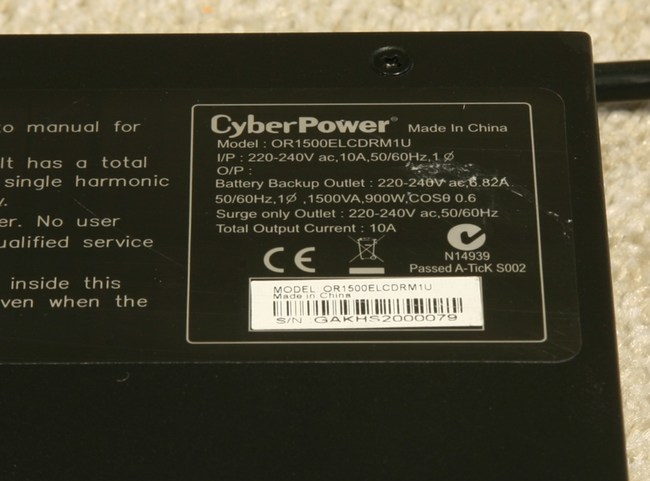 to manual for
It has a total
single harmonic
y.
er. No user
ualified service
inside this
ven when the
CyberPower® Made In China
Model : OR1500ELCDRM1U
I/P : 220-240V ac,10A,50/60Hz,1Ø
O/P :
Battery Backup Outlet : 220-240V ac,6.82A
50/60Hz,1Ø ,1500VA,900W,COSθ 0.6
Surge only Outlet : 220-240V ac,50/60Hz
Total Output Current : 10A
CE
N14939
Passed A-TicK S002
MODEL OR1500ELCDRM1U
Made in China
S/N GAKHS2000079